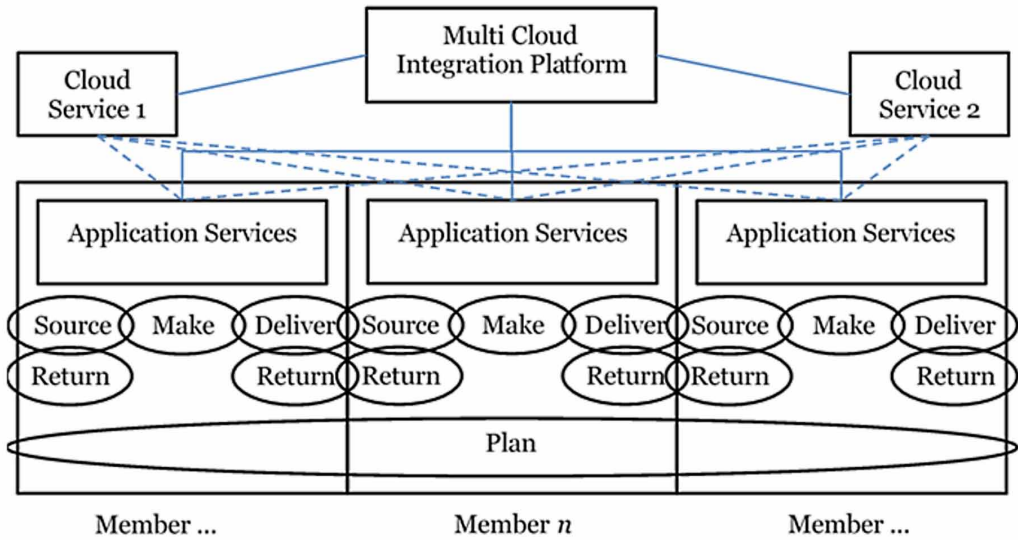 Multi Cloud
Integration Platform
Cloud
Service 1
Cloud
Service 2
Application Services
Application Services
Application Services
Source
Make
Deliver
Source
Make
Deliver
Source
Make
Deliver
Return
Return
Return
Return
Return
Return
Plan
Member ...
Member n
Member ...